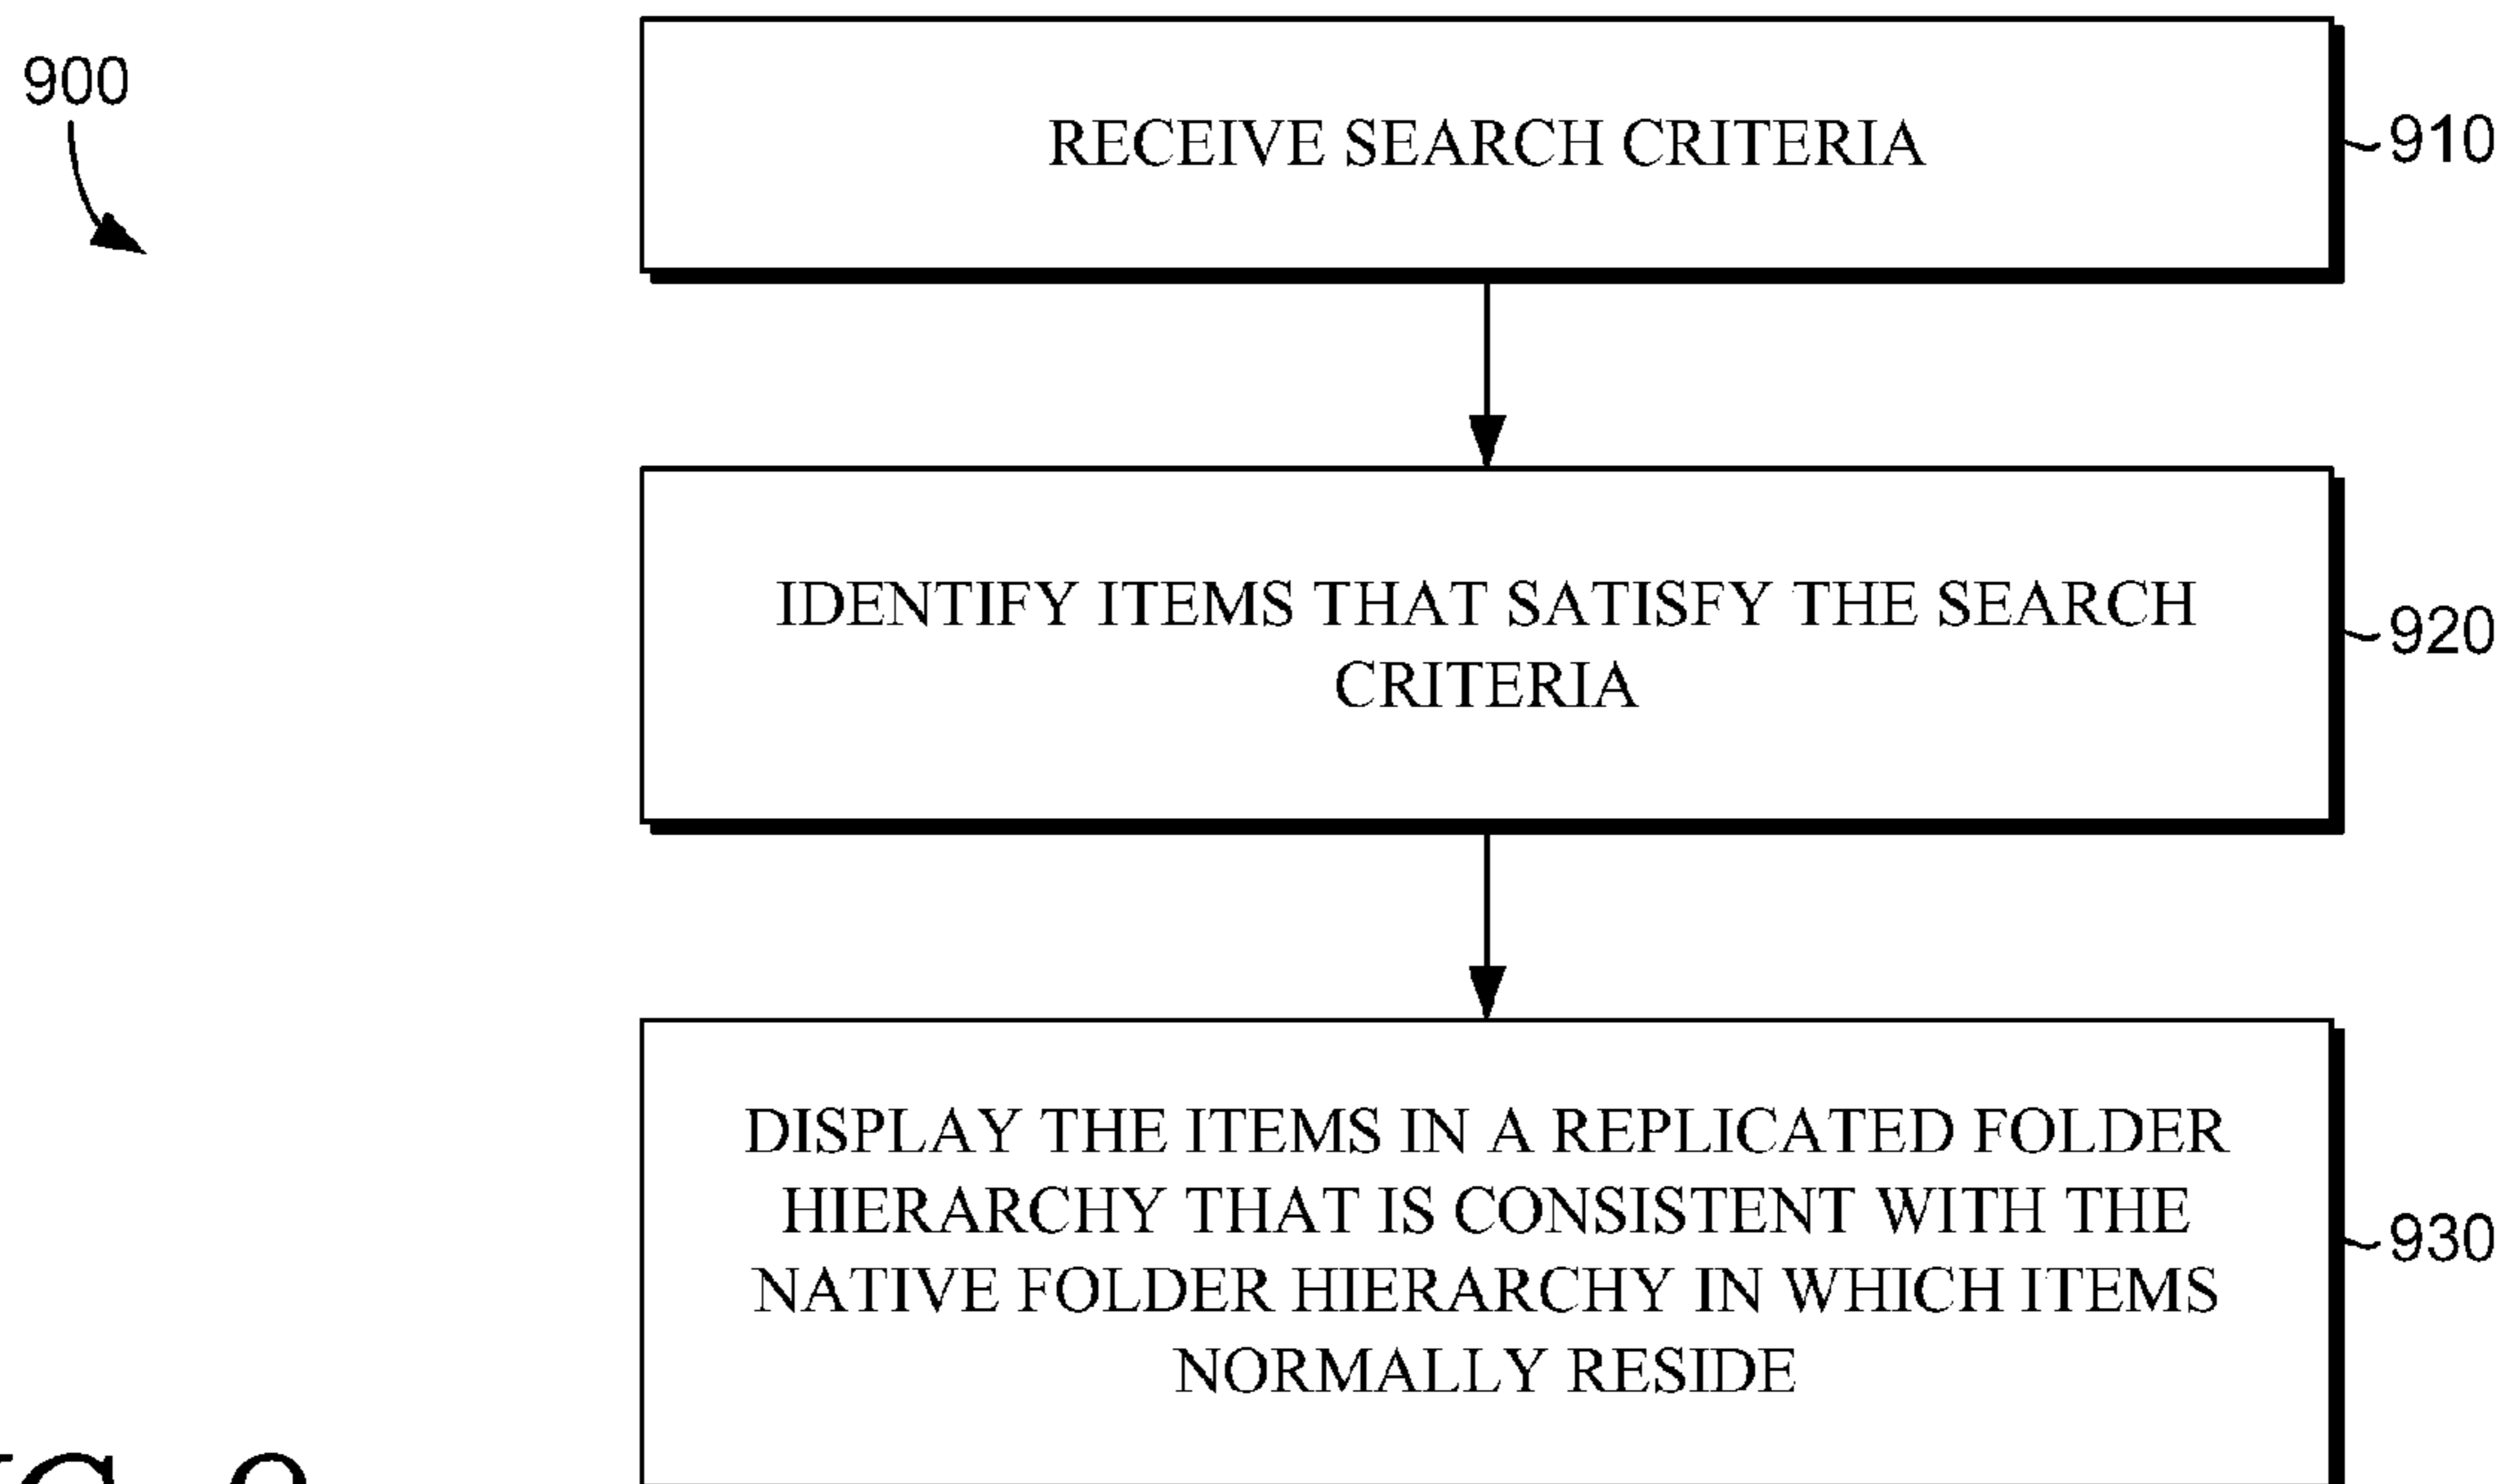 900
RECEIVE SEARCH CRITERIA
910
IDENTIFY ITEMS THAT SATISFY THE SEARCH
CRITERIA
920
DISPLAY THE ITEMS IN A REPLICATED FOLDER
HIERARCHY THAT IS CONSISTENT WITH THE
NATIVE FOLDER HIERARCHY IN WHICH ITEMS
NORMALLY RESIDE
930